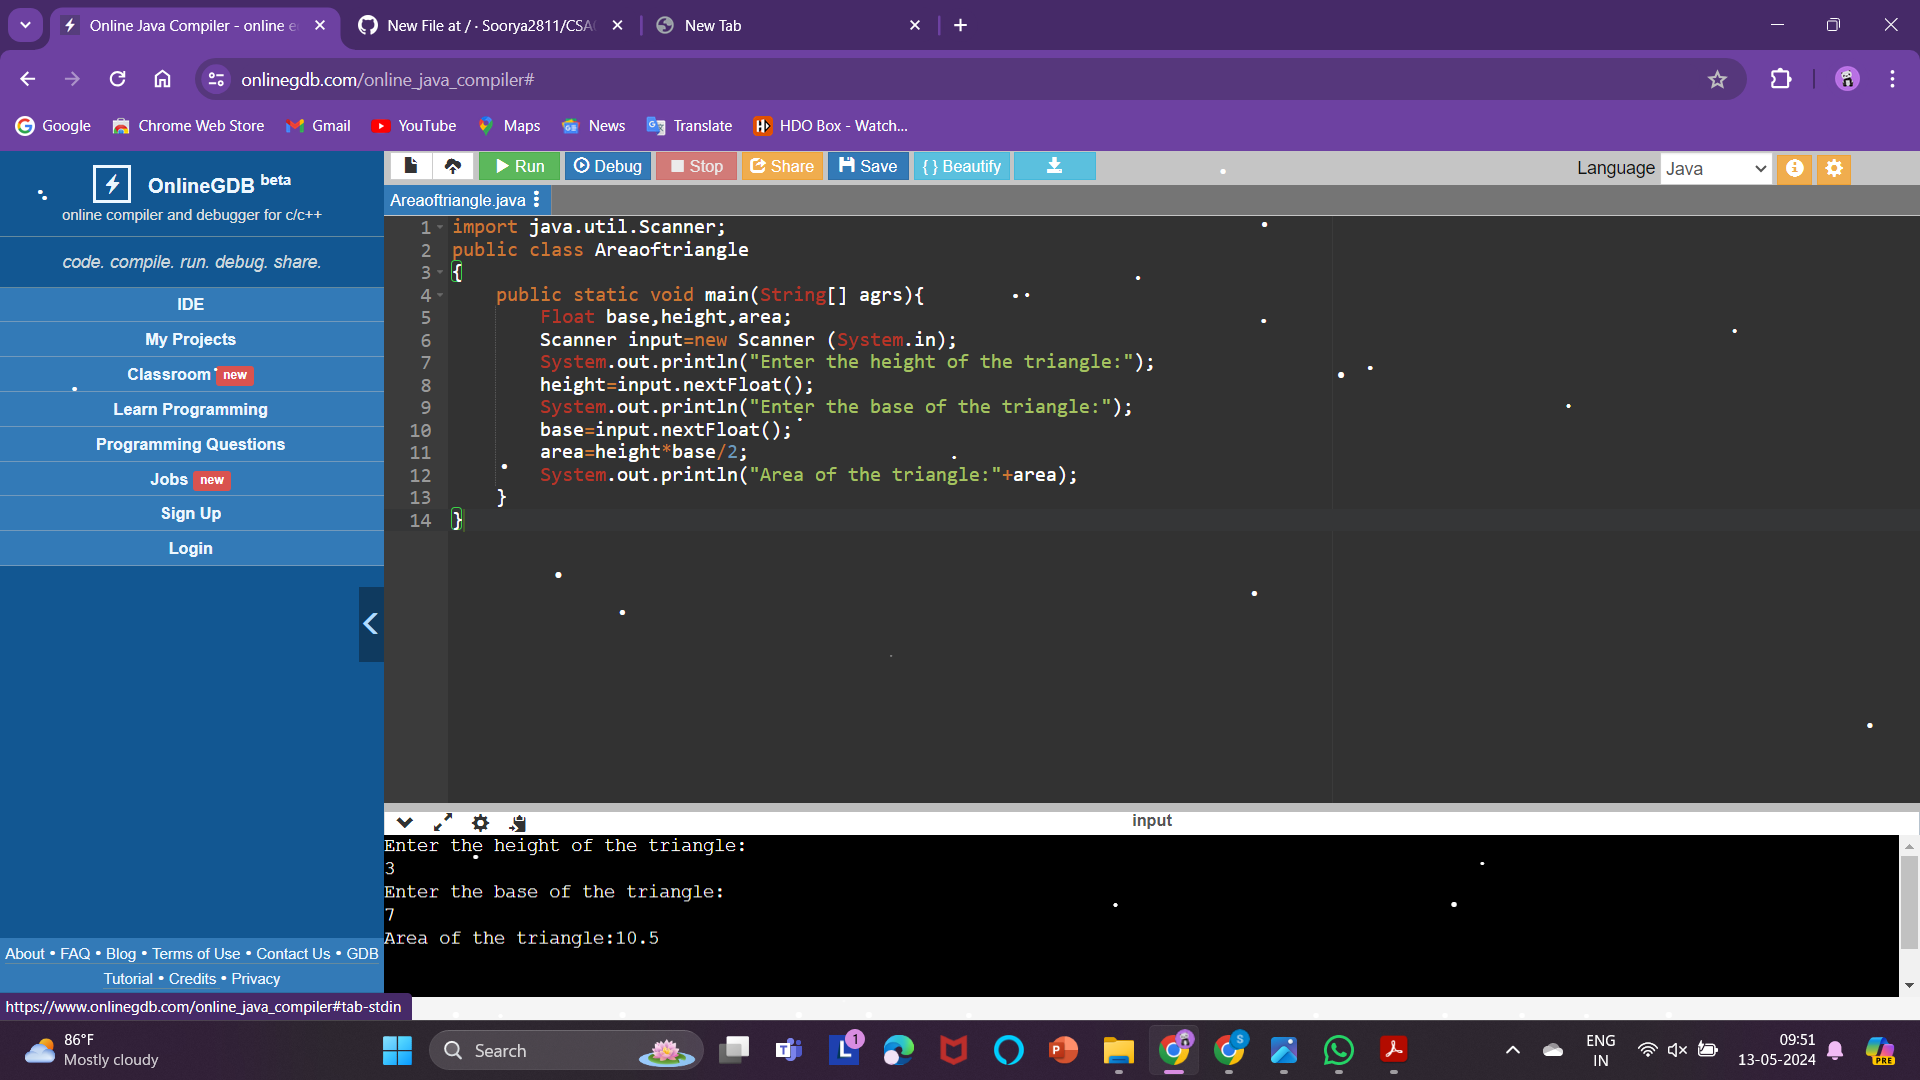 Online Java Compiler - online e
New File at / · Soorya2811/CSA
New Tab
onlinegdb.com/online_java_compiler#
Google
Chrome Web Store
Gmail
YouTube
Maps
News
Translate
HDO Box - Watch...
OnlineGDB beta
online compiler and debugger for c/c++
code. compile. run. debug. share.
IDE
My Projects
Classroom new
Learn Programming
Programming Questions
Jobs new
Sign Up
Login
About • FAQ • Blog • Terms of Use • Contact Us • GDB
Tutorial • Credits • Privacy
https://www.onlinegdb.com/online_java_compiler#tab-stdin
Run
Debug
Stop
Share
Save
{ } Beautify
Language Java
Areaoftriangle.java
1 import java.util.Scanner;
2 public class Areaoftriangle
3 {
4 public static void main(String[] agrs){
5 Float base,height,area;
6 Scanner input=new Scanner (System.in);
7 System.out.println("Enter the height of the triangle:");
8 height=input.nextFloat();
9 System.out.println("Enter the base of the triangle:");
10 base=input.nextFloat();
11 area=height*base/2;
12 System.out.println("Area of the triangle:"+area);
13 }
14 }
input
Enter the height of the triangle:
3
Enter the base of the triangle:
7
Area of the triangle:10.5
86°F
Mostly cloudy
Search
1
S
ENG
IN
09:51
13-05-2024
PRE